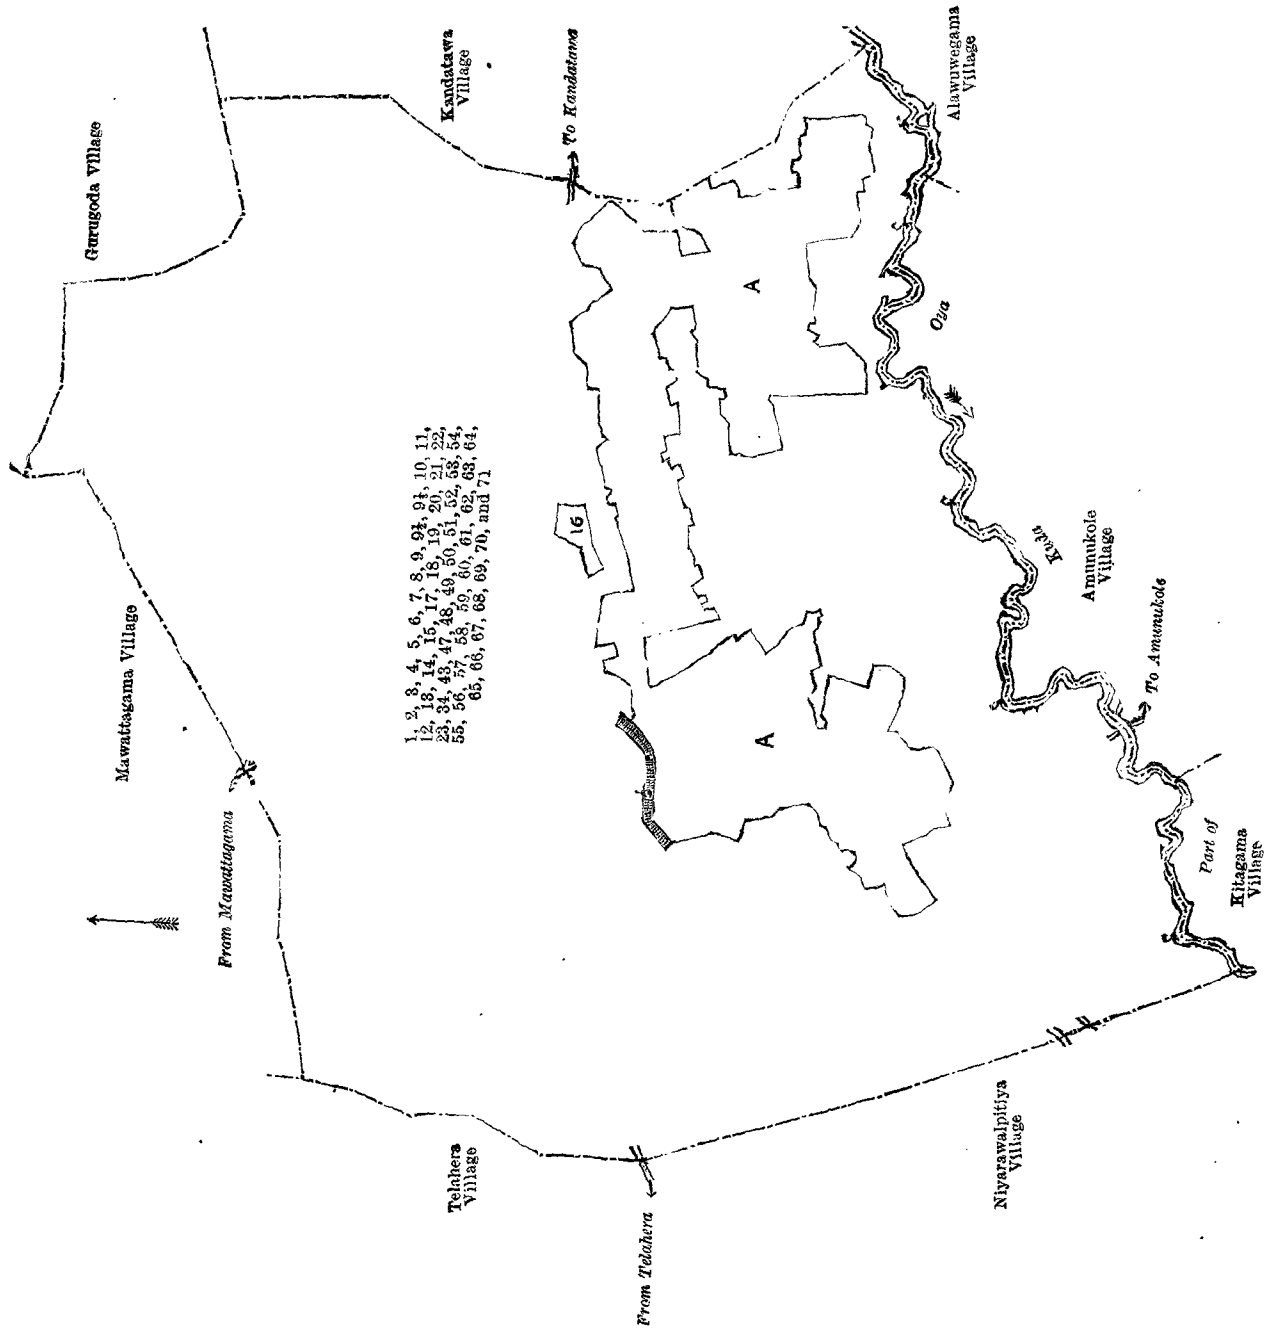 Gurugoda Village
Kandatawa
Village
To Kandatawa
Alawuwegama
Village
Mawattagama Village
From Mawattagama
1, 2, 3, 4, 5, 6, 7, 8, 9, 9½, 9¾, 10, 11,
12, 13, 14, 15, 17, 18, 19, 20, 21, 22,
23, 34, 43, 47, 48, 49, 50, 51, 52, 53, 54,
55, 56, 57, 58, 59, 60, 61, 62, 63, 64,
65, 66, 67, 68, 69, 70, and 71
16
A
A
Oya
Kuda
Amunukole
Village
To Amunukole
Part of
Kitagama
Village
Telahera
Village
From Telahera
Niyarawalpitiya
Village